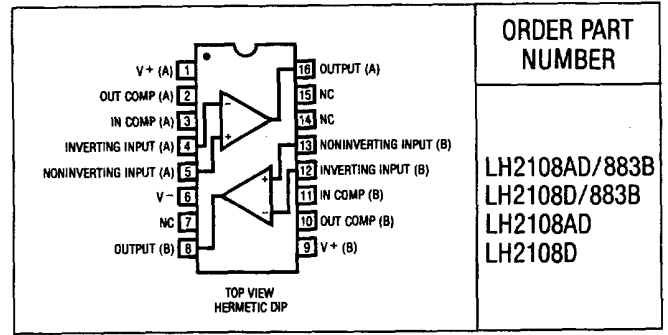 V+ (A) 1
OUT COMP (A) 2
IN COMP (A) 3
INVERTING INPUT (A) 4
NONINVERTING INPUT (A) 5
V− 6
NC 7
OUTPUT (B) 8
16 OUTPUT (A)
15 NC
14 NC
13 NONINVERTING INPUT (B)
12 INVERTING INPUT (B)
11 IN COMP (B)
10 OUT COMP (B)
9 V+ (B)
−
+
+
−
TOP VIEW
HERMETIC DIP
ORDER PART
NUMBER
LH2108AD/883B
LH2108D/883B
LH2108AD
LH2108D